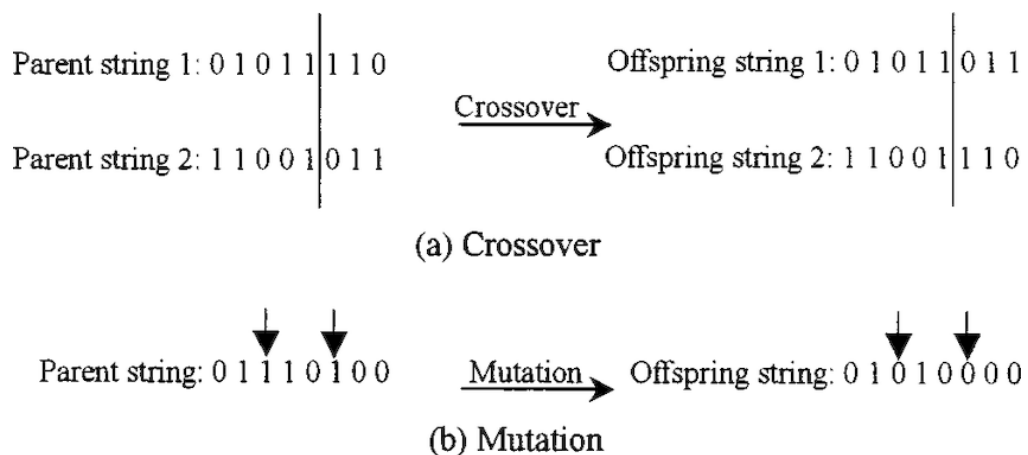 Parent string 1: 0 1 0 1 1 1 1 0
Offspring string 1: 0 1 0 1 1 0 1 1
Crossover
Parent string 2: 1 1 0 0 1 0 1 1
Offspring string 2: 1 1 0 0 1 1 1 0
(a) Crossover
Parent string: 0 1 1 1 0 1 0 0
Mutation
Offspring string: 0 1 0 1 0 0 0 0
(b) Mutation